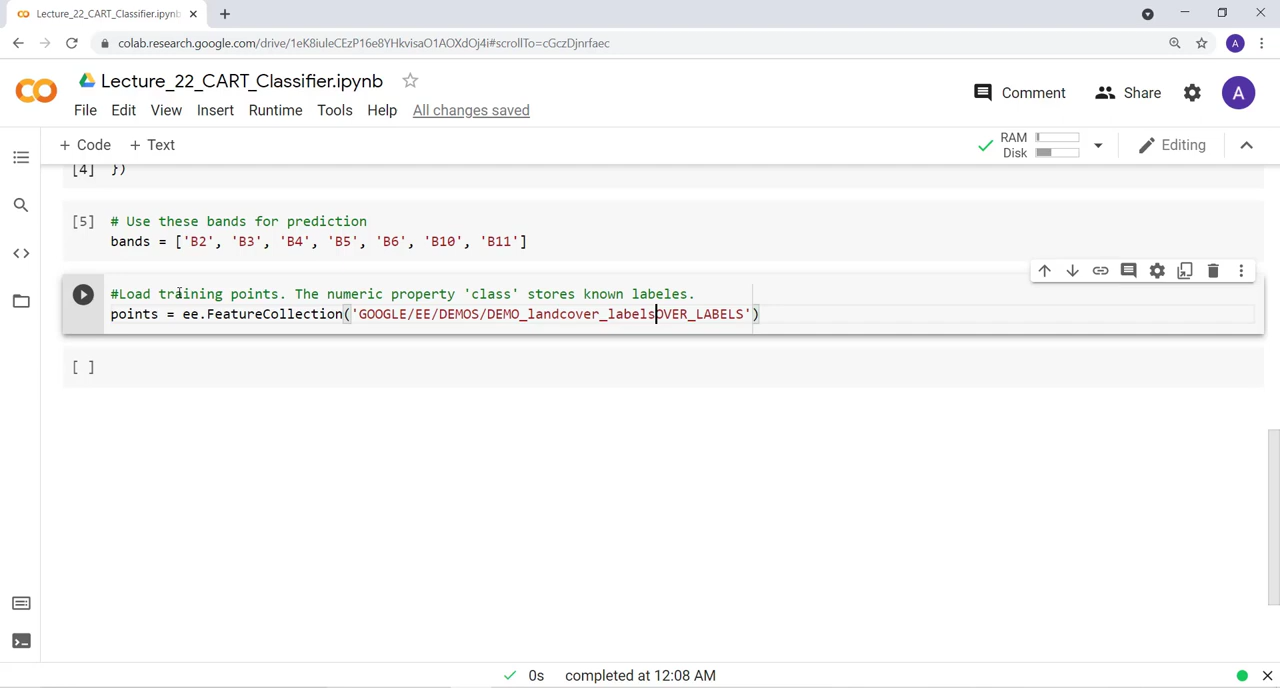 Lecture_22_CART_Classifier.ipynb
colab.research.google.com/drive/1eK8iuleCEzP16e8YHkvisaO1AOXdOj4i#scrollTo=cGczDjnrfaec
A
Lecture_22_CART_Classifier.ipynb
File Edit View Insert Runtime Tools Help All changes saved
Comment Share A
+ Code + Text
RAM
Disk
Editing
[4] })
[5] # Use these bands for prediction
bands = ['B2', 'B3', 'B4', 'B5', 'B6', 'B10', 'B11']
#Load training points. The numeric property 'class' stores known labeles.
points = ee.FeatureCollection('GOOGLE/EE/DEMOS/DEMO_landcover_labelsOVER_LABELS')
[ ]
0s completed at 12:08 AM